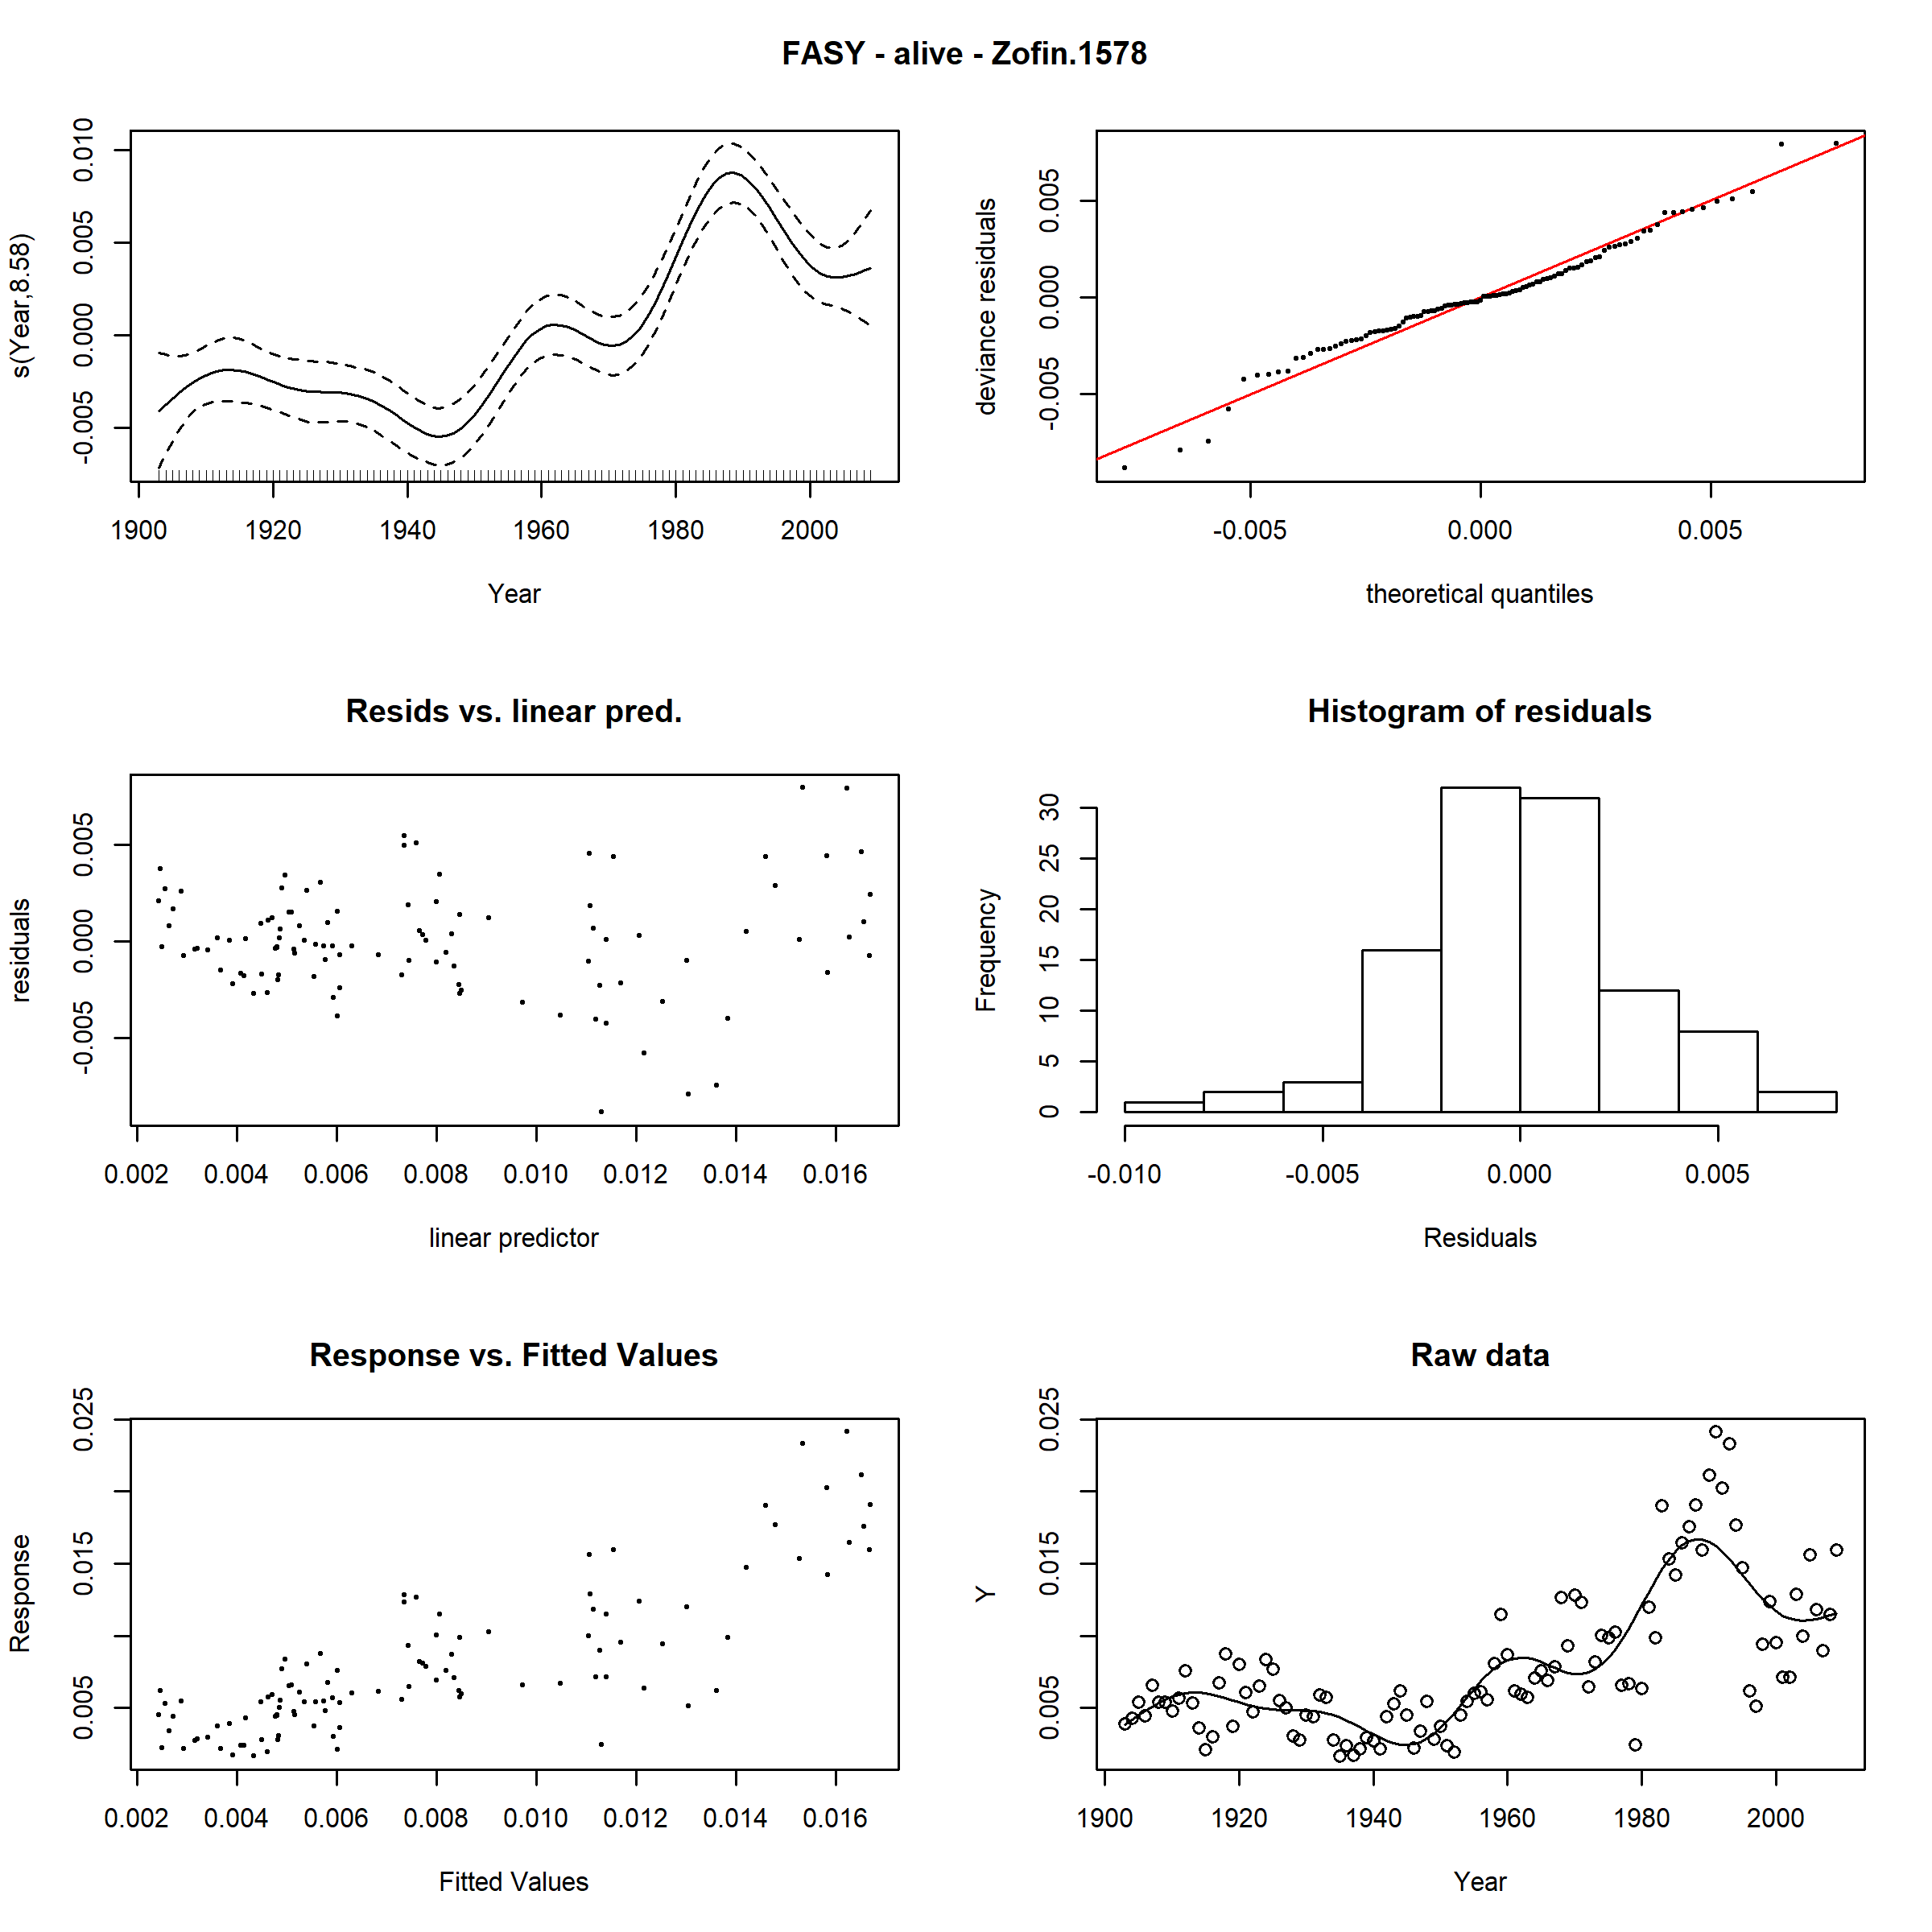 FASY - alive - Zofin.1578
s(Year,8.58)
-0.005 0.000 0.005 0.010
1900 1920 1940 1960 1980 2000
Year
deviance residuals
-0.005 0.000 0.005
-0.005 0.000 0.005
theoretical quantiles
Resids vs. linear pred.
residuals
-0.005 0.000 0.005
0.002 0.004 0.006 0.008 0.010 0.012 0.014 0.016
linear predictor
Histogram of residuals
Frequency
0 5 10 15 20 25 30
-0.010 -0.005 0.000 0.005
Residuals
Response vs. Fitted Values
Response
0.005 0.015 0.025
0.002 0.004 0.006 0.008 0.010 0.012 0.014 0.016
Fitted Values
Raw data
Y
0.005 0.015 0.025
1900 1920 1940 1960 1980 2000
Year